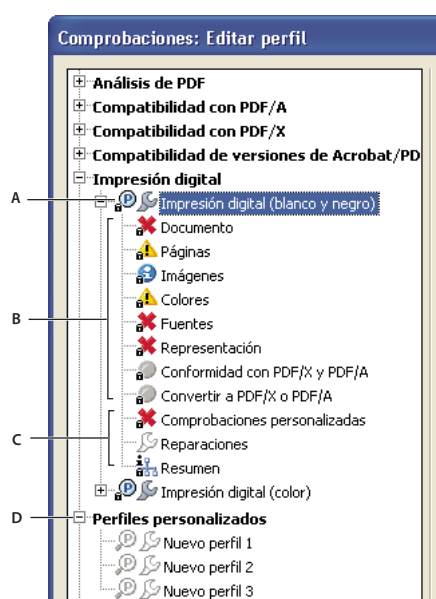 Comprobaciones: Editar perfil
Análisis de PDF
Compatibilidad con PDF/A
Compatibilidad con PDF/X
Compatibilidad de versiones de Acrobat/PD
Impresión digital
A
Impresión digital (blanco y negro)
Documento
Páginas
Imágenes
B
Colores
Fuentes
Representación
Conformidad con PDF/X y PDF/A
Convertir a PDF/X o PDF/A
Comprobaciones personalizadas
C
Reparaciones
Resumen
Impresión digital (color)
D
Perfiles personalizados
Nuevo perfil 1
Nuevo perfil 2
Nuevo perfil 3